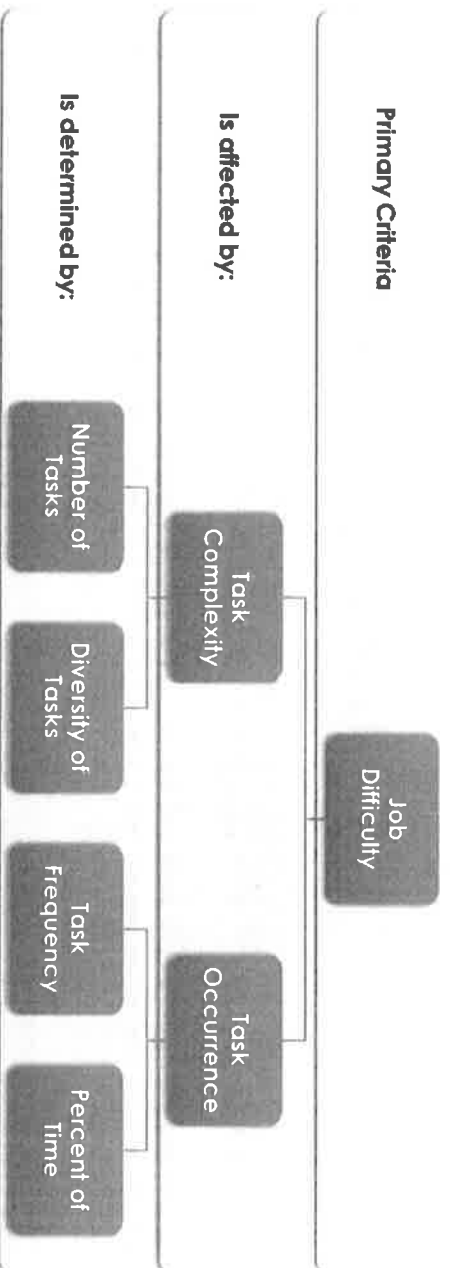 Primary Criteria
Job
Difficulty
Is affected by:
Task
Complexity
Task
Occurrence
Is determined by:
Number of
Tasks
Diversity of
Tasks
Task
Frequency
Percent of
Time